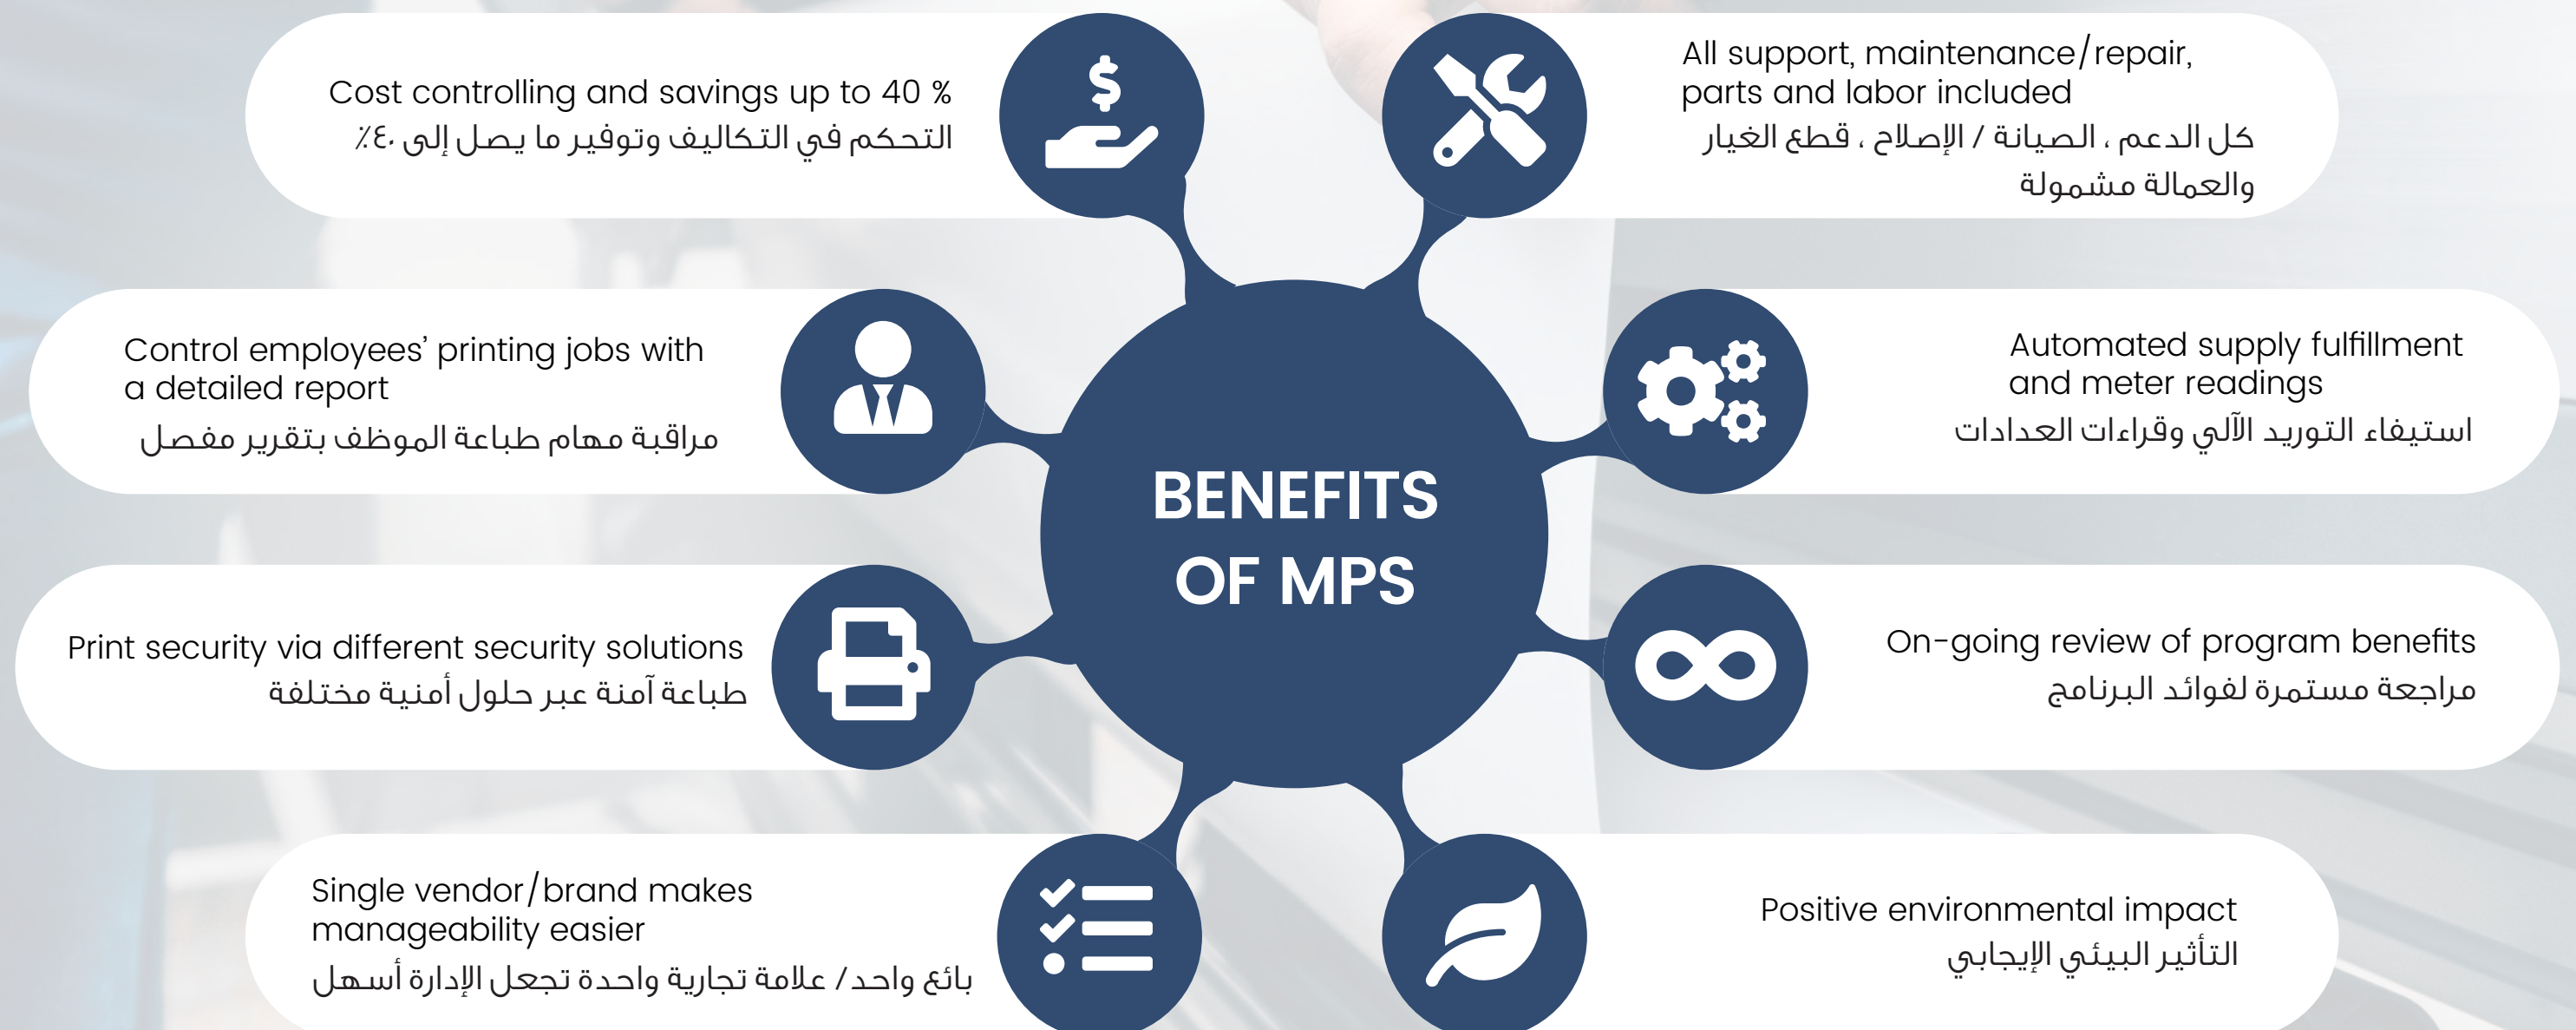 Cost controlling and savings up to 40 %
التحكم في التكاليف وتوفير ما يصل إلى ٤٠٪
All support, maintenance/repair,
parts and labor included
كل الدعم ، الصيانة / الإصلاح ، قطع الغيار
والعمالة مشمولة
Control employees’ printing jobs with
a detailed report
مراقبة مهام طباعة الموظف بتقرير مفصل
Automated supply fulfillment
and meter readings
استيفاء التوريد الآلي وقراءات العدادات
BENEFITS
OF MPS
Print security via different security solutions
طباعة آمنة عبر حلول أمنية مختلفة
On-going review of program benefits
مراجعة مستمرة لفوائد البرنامج
Single vendor/brand makes
manageability easier
بائع واحد/ علامة تجارية واحدة تجعل الإدارة أسهل
Positive environmental impact
التأثير البيئي الإيجابي